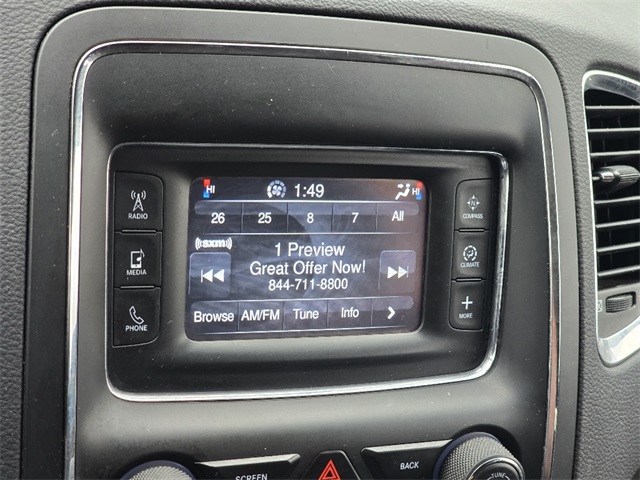 HI 1:49 HI
26 25 8 7 All
((sxm))
1 Preview
Great Offer Now!
844-711-8800
Browse AM/FM Tune Info >
RADIO
MEDIA
PHONE
COMPASS
CLIMATE
+
MORE
SCREEN
BACK
TUNE